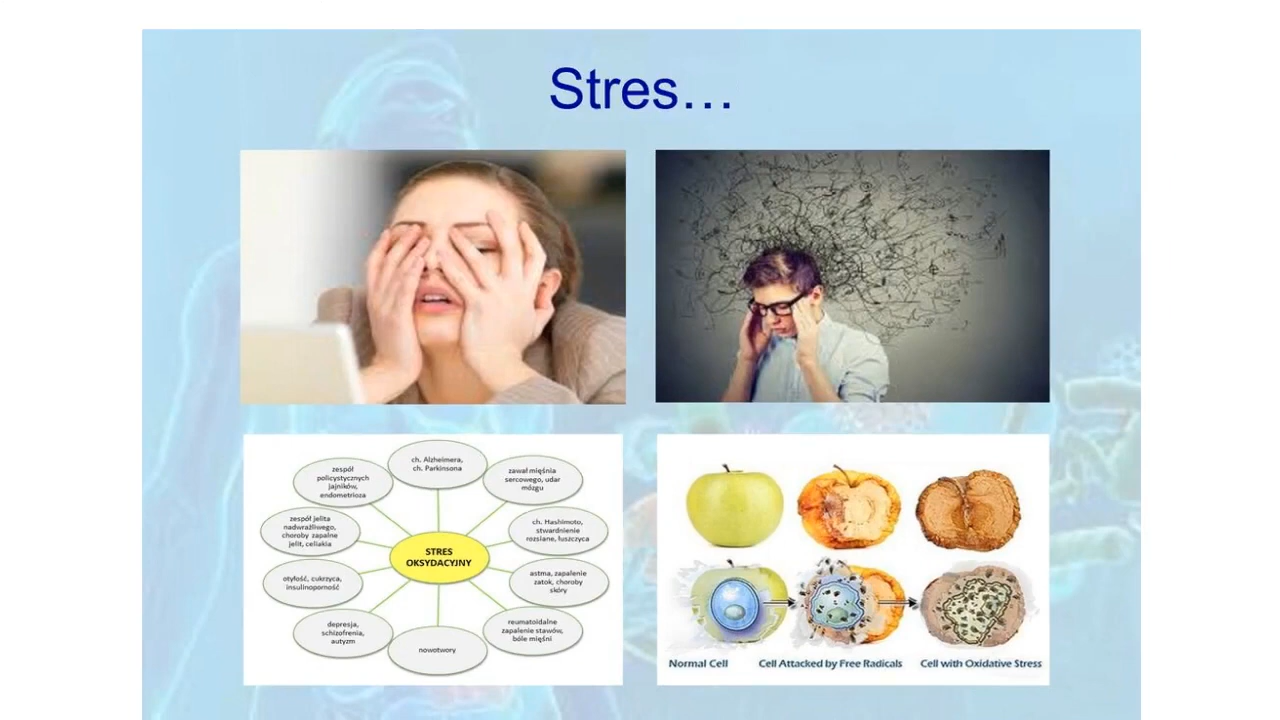 Stres…
ch. Alzheimera,
ch. Parkinsona
zespół
policystycznych
jajników,
endometrioza
zawał mięśnia
sercowego, udar
mózgu
zespół jelita
nadwrażliwego,
choroby zapalne
jelit, celiakia
ch. Hashimoto,
stwardnienie
rozsiane, łuszczyca
STRES
OKSYDACYJNY
otyłość, cukrzyca,
insulinoporność
astma, zapalenie
zatok, choroby
skóry
depresja,
schizofrenia,
autyzm
reumatoidalne
zapalenie stawów,
bóle mięśni
nowotwory
Normal Cell
Cell Attacked by Free Radicals
Cell with Oxidative Stress